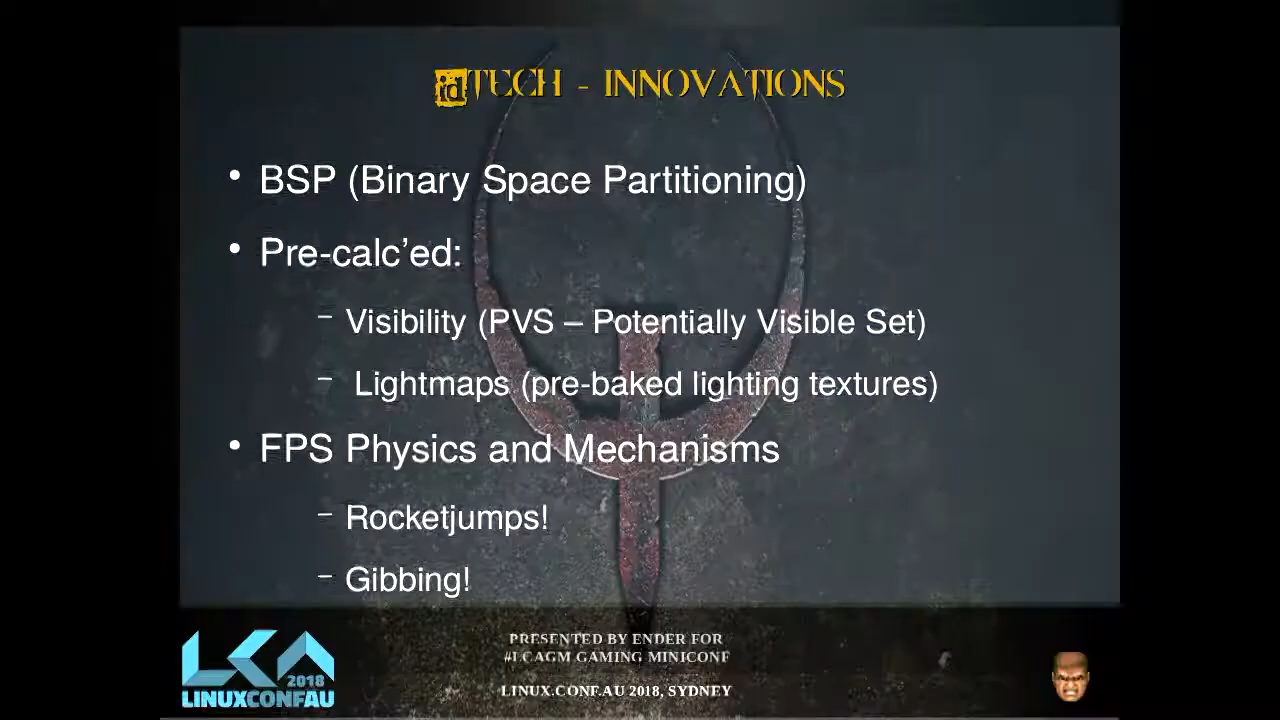 idTECH - INNOVATIONS
• BSP (Binary Space Partitioning)
• Pre-calc’ed:
– Visibility (PVS – Potentially Visible Set)
– Lightmaps (pre-baked lighting textures)
• FPS Physics and Mechanisms
– Rocketjumps!
– Gibbing!
PRESENTED BY ENDER FOR
#LCAGM GAMING MINICONF
LINUX.CONF.AU 2018, SYDNEY
LCA
2018
LINUXCONFAU